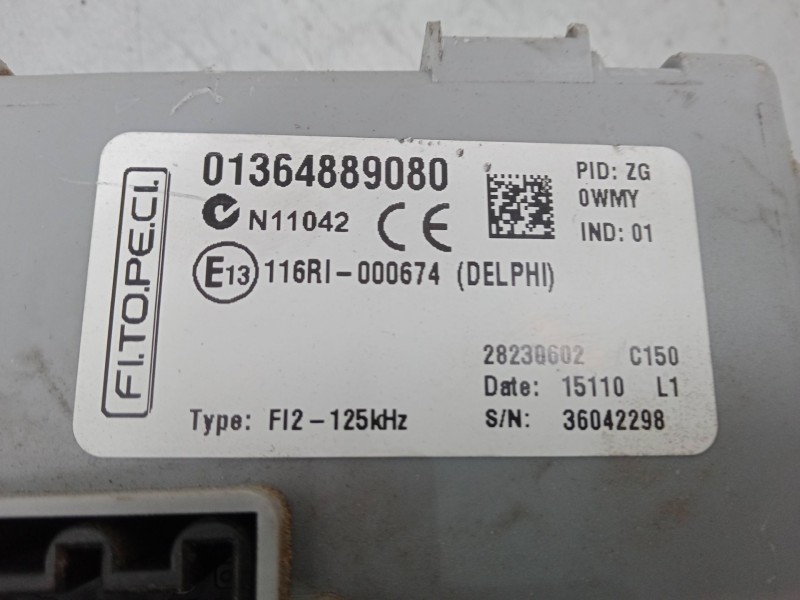 FI.TO.PE.CI.
01364889080
N11042 CE
E13 116RI-000674 (DELPHI)
PID: ZG
0WMY
IND: 01
28230602 C150
Date: 15110 L1
Type: FI2-125kHz
S/N: 36042298